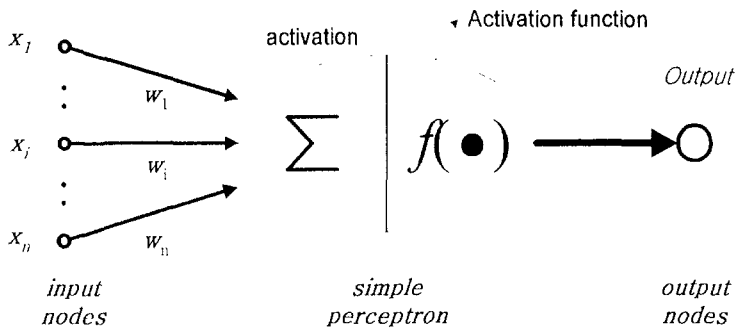 x1
activation
Activation function
w1
Output
xi
wi
∑
f(●)
xn
wn
input
nodes
simple
perceptron
output
nodes